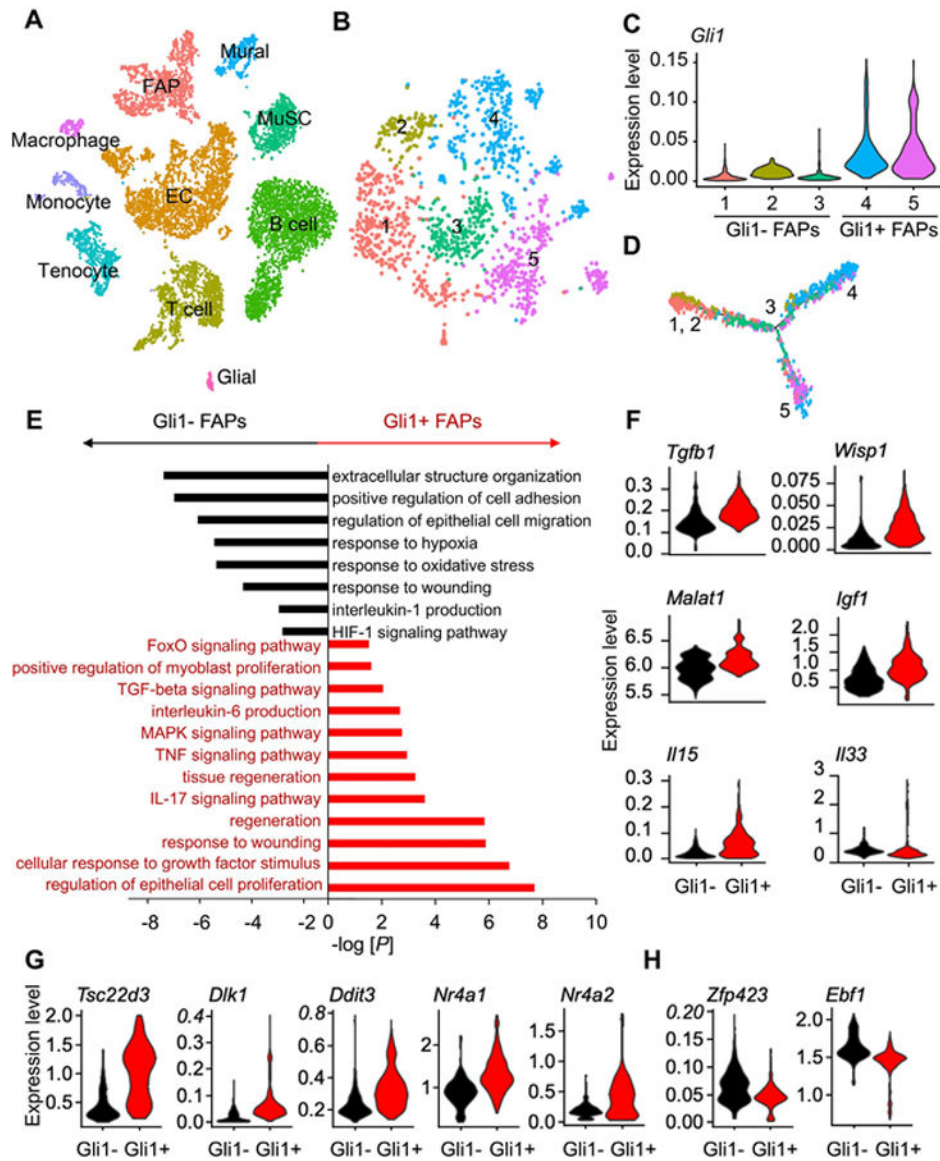 A
Mural
FAP
MuSC
Macrophage
EC
Monocyte
B cell
Tenocyte
T cell
Glial
B
2
4
1
3
5
C
Gli1
Expression level
0.15
0.10
0.05
0.00
1 2 3 4 5
Gli1- FAPs Gli1+ FAPs
D
3
4
1, 2
5
E
Gli1- FAPs Gli1+ FAPs
extracellular structure organization
positive regulation of cell adhesion
regulation of epithelial cell migration
response to hypoxia
response to oxidative stress
response to wounding
interleukin-1 production
HIF-1 signaling pathway
FoxO signaling pathway
positive regulation of myoblast proliferation
TGF-beta signaling pathway
interleukin-6 production
MAPK signaling pathway
TNF signaling pathway
tissue regeneration
IL-17 signaling pathway
regeneration
response to wounding
cellular response to growth factor stimulus
regulation of epithelial cell proliferation
-8 -6 -4 -2 0 2 4 6 8 10
-log [P]
F
Expression level
Tgfb1
0.3
0.2
0.1
0.0
Wisp1
0.075
0.050
0.025
0.000
Malat1
6.5
6.0
5.5
Igf1
2.0
1.5
1.0
0.5
Il15
0.3
0.2
0.1
0.0
Il33
3
2
1
0
Gli1- Gli1+ Gli1- Gli1+
G
Expression level
Tsc22d3
2.0
1.5
1.0
0.5
Dlk1
0.4
0.3
0.2
0.1
0.0
Ddit3
0.8
0.6
0.4
0.2
Nr4a1
2
1
Nr4a2
1.5
1.0
0.5
0.0
Gli1- Gli1+ Gli1- Gli1+ Gli1- Gli1+ Gli1- Gli1+ Gli1- Gli1+
H
Zfp423
0.20
0.15
0.10
0.05
0.00
Ebf1
2.0
1.5
1.0
Gli1- Gli1+ Gli1- Gli1+